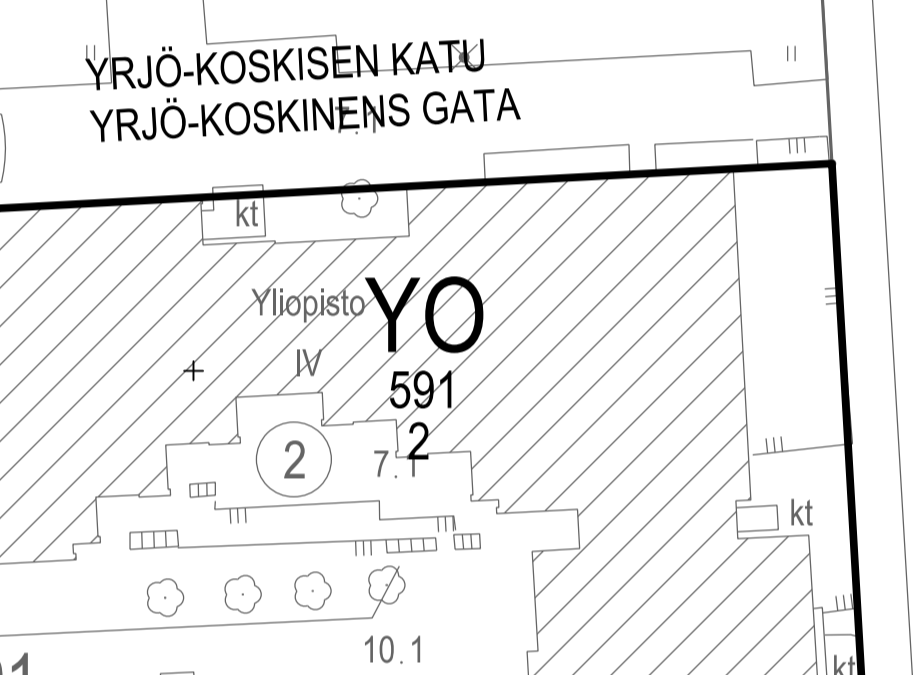 YRJÖ-KOSKISEN KATU
YRJÖ-KOSKINENS GATA
kt
Yliopisto
YO
IV
591
2
2
7.1
kt
10.1
kt